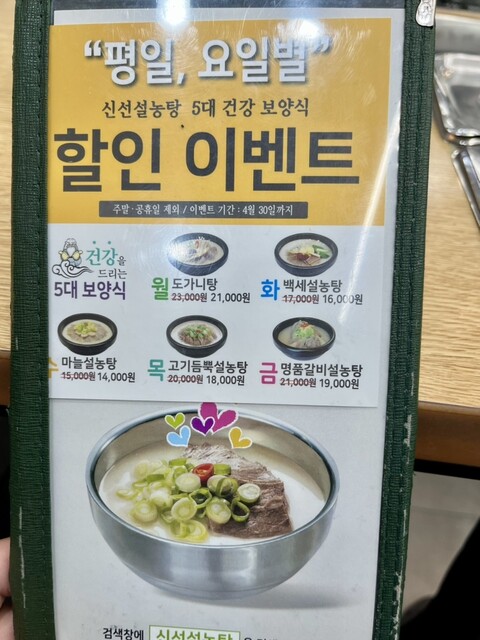 “평일, 요일별”
신선설농탕 5대 건강 보양식
할인 이벤트
주말·공휴일 제외 / 이벤트 기간 : 4월 30일까지
건강을
드리는
5대 보양식
월 도가니탕
23,000원 21,000원
화 백세설농탕
17,000원 16,000원
수 마늘설농탕
15,000원 14,000원
목 고기듬뿍설농탕
20,000원 18,000원
금 명품갈비설농탕
21,000원 19,000원
검색창에 신선설농탕